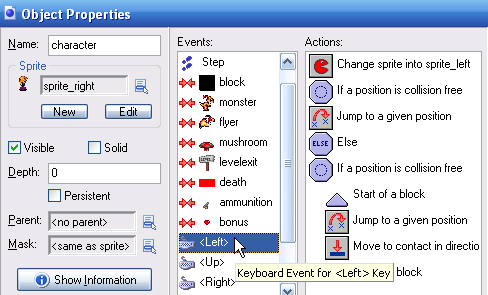 Object Properties
Name: character
Sprite
sprite_right
New Edit
Visible Solid
Depth: 0
Persistent
Parent: <no parent>
Mask: <same as sprite>
Show Information
Events:
Step
block
monster
flyer
mushroom
levelexit
death
ammunition
bonus
<Left>
<Up>
<Right>
Keyboard Event for <Left> Key
Actions:
Change sprite into sprite_left
If a position is collision free
Jump to a given position
ELSE Else
If a position is collision free
Start of a block
Jump to a given position
Move to contact in directio
block